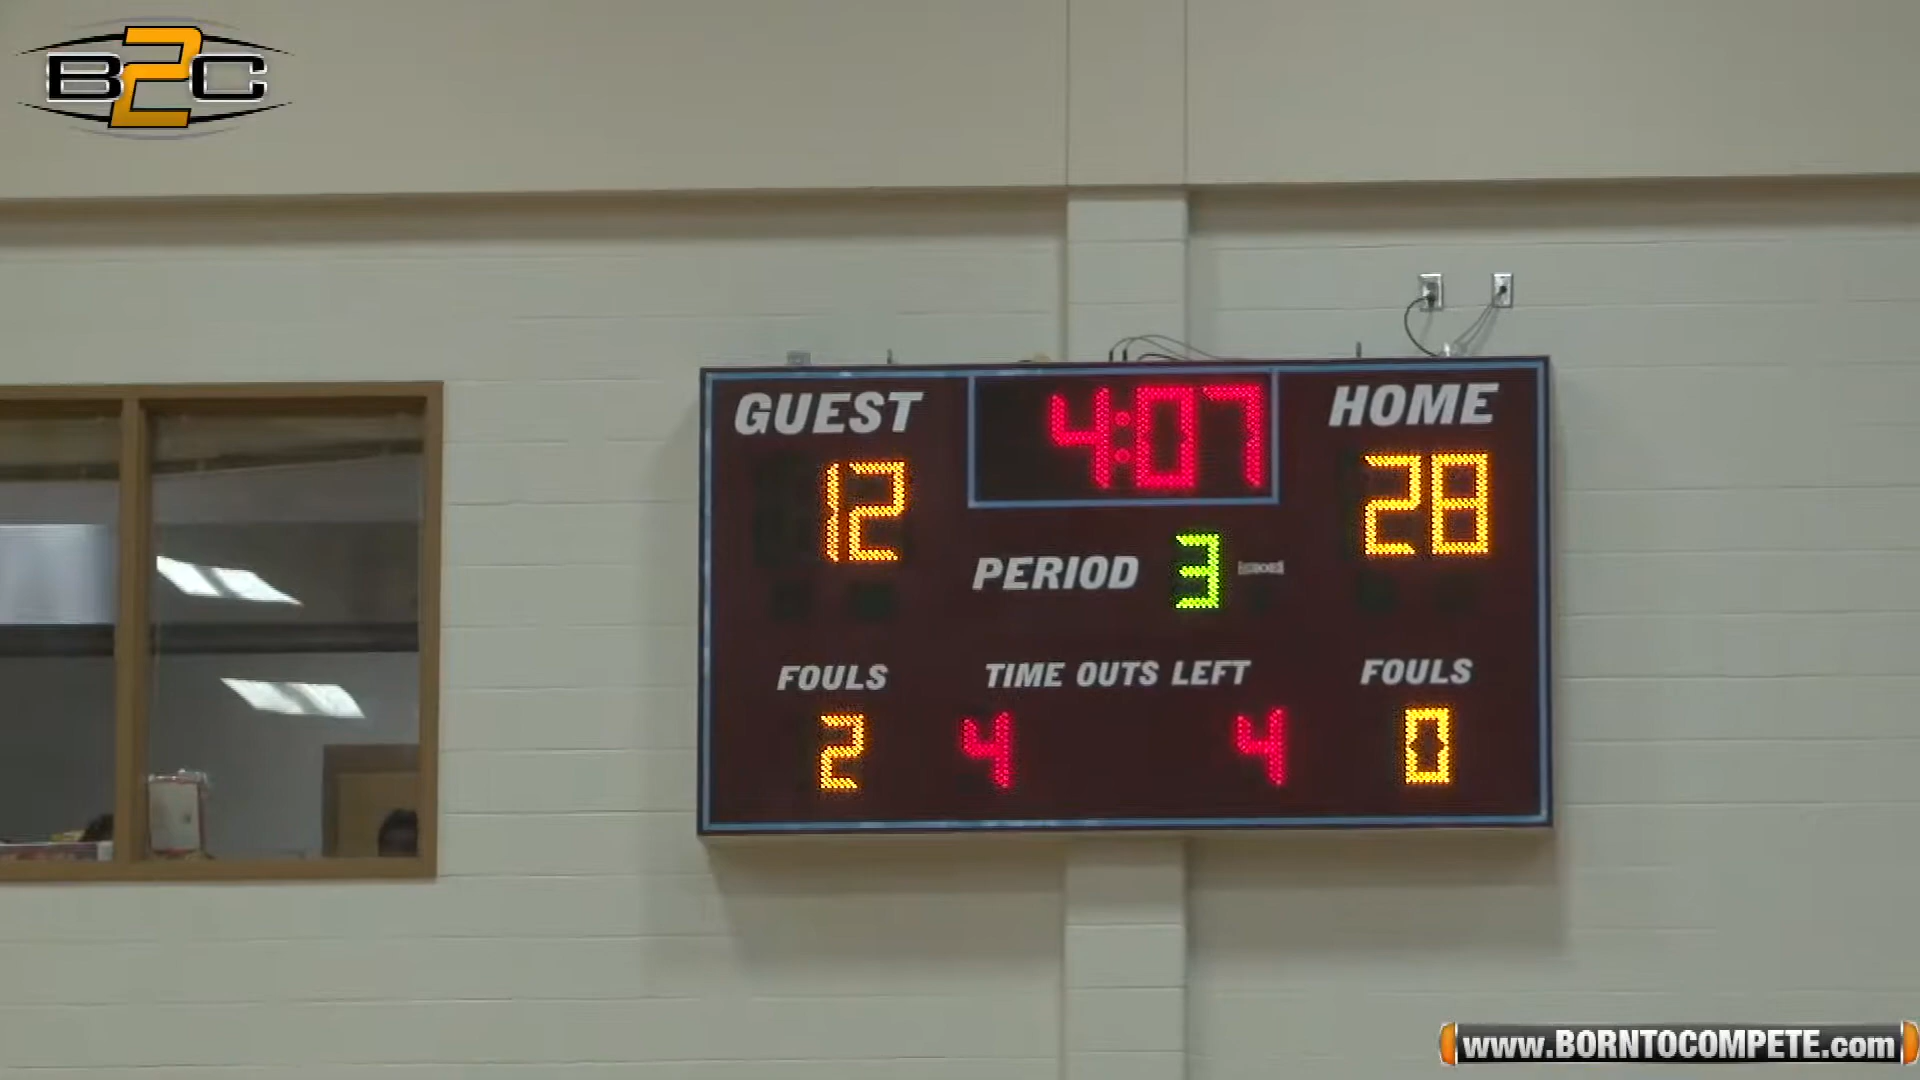 B2C
GUEST 4:07 HOME
12 28
PERIOD 3
FOULS TIME OUTS LEFT FOULS
2 4 4 0
www.BORNTOCOMPETE.com